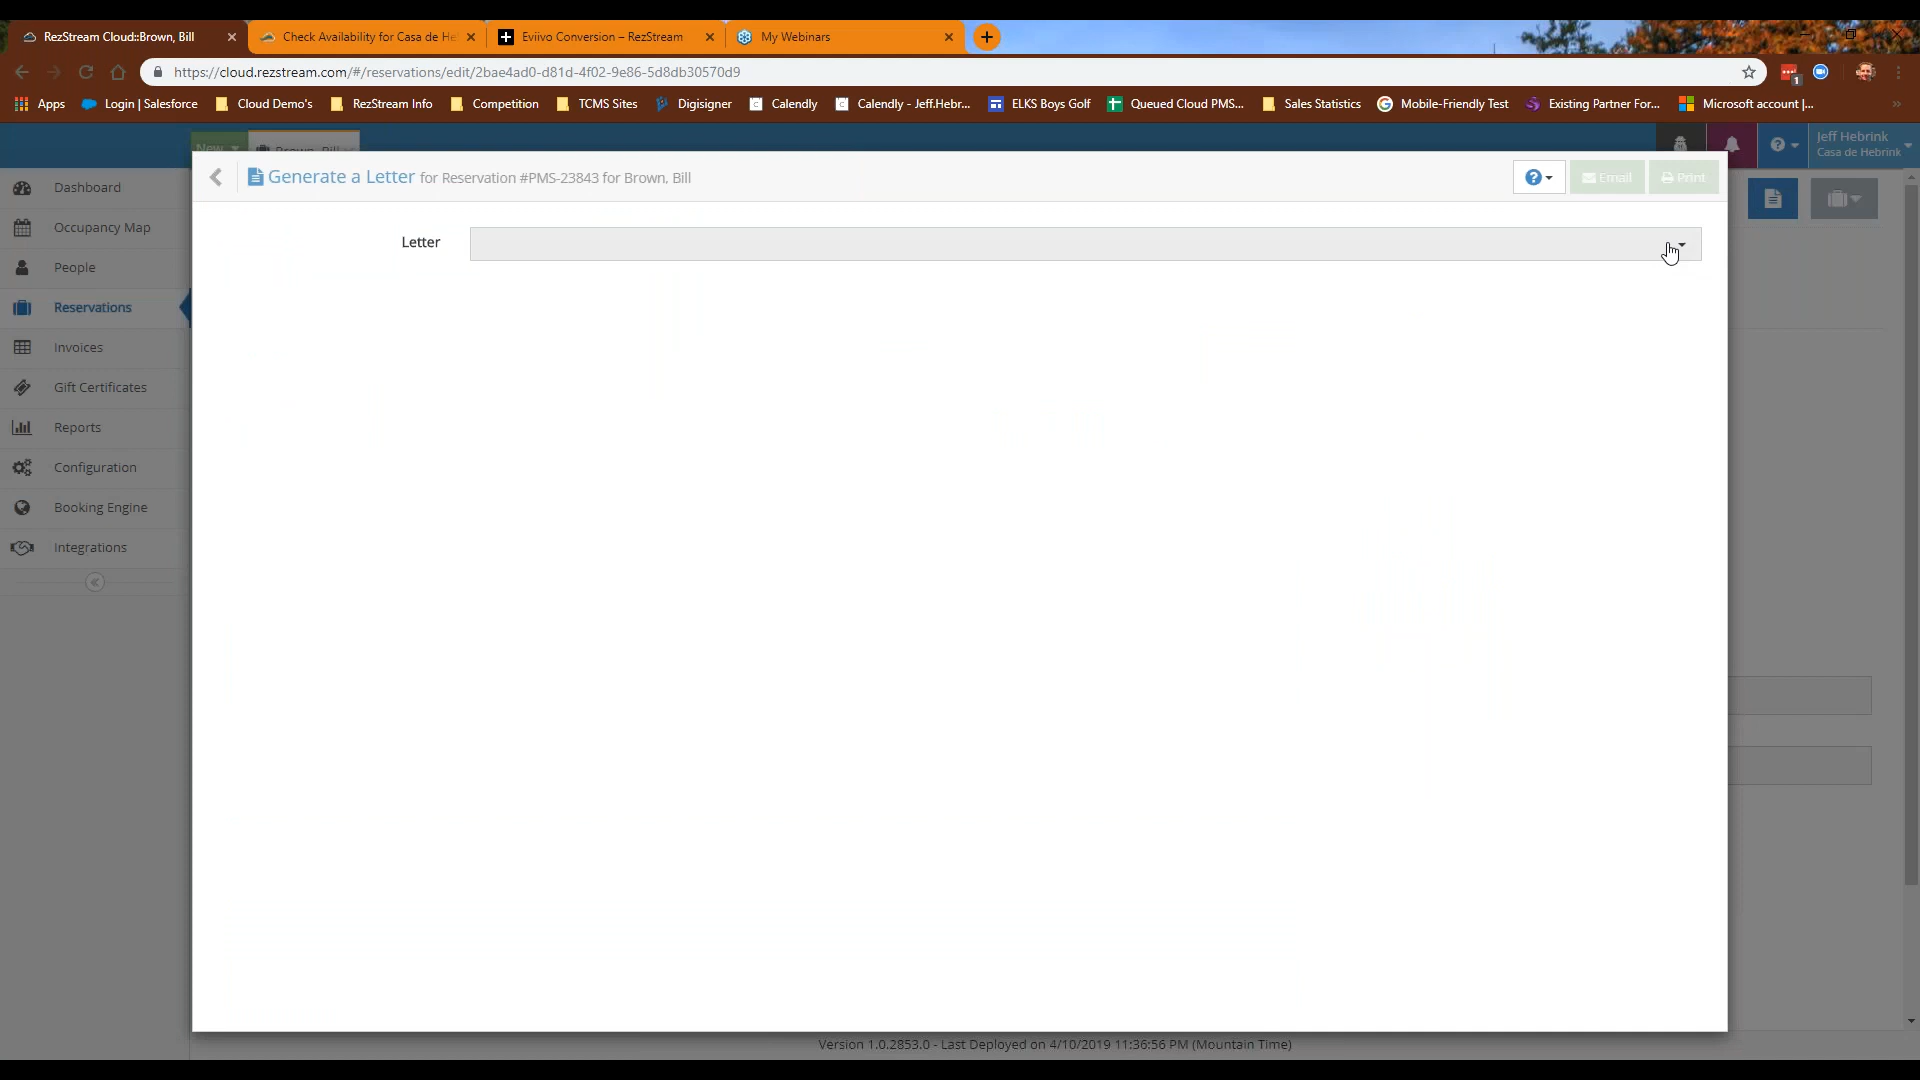 RezStream Cloud::Brown, Bill
Check Availability for Casa de He
Eviivo Conversion – RezStream
My Webinars
https://cloud.rezstream.com/#/reservations/edit/2bae4ad0-d81d-4f02-9e86-5d8db30570d9
1
Apps
Login | Salesforce
Cloud Demo's
RezStream Info
Competition
TCMS Sites
Digisigner
Calendly
Calendly - Jeff.Hebr...
ELKS Boys Golf
Queued Cloud PMS...
Sales Statistics
Mobile-Friendly Test
Existing Partner For...
Microsoft account |...
New
Brown, Bill
Jeff Hebrink
Casa de Hebrink
Dashboard
Occupancy Map
People
Reservations
Invoices
Gift Certificates
Reports
Configuration
Booking Engine
Integrations
Generate a Letter for Reservation #PMS-23843 for Brown, Bill
Email
Print
Letter
Version 1.0.2853.0 - Last Deployed on 4/10/2019 11:36:56 PM (Mountain Time)